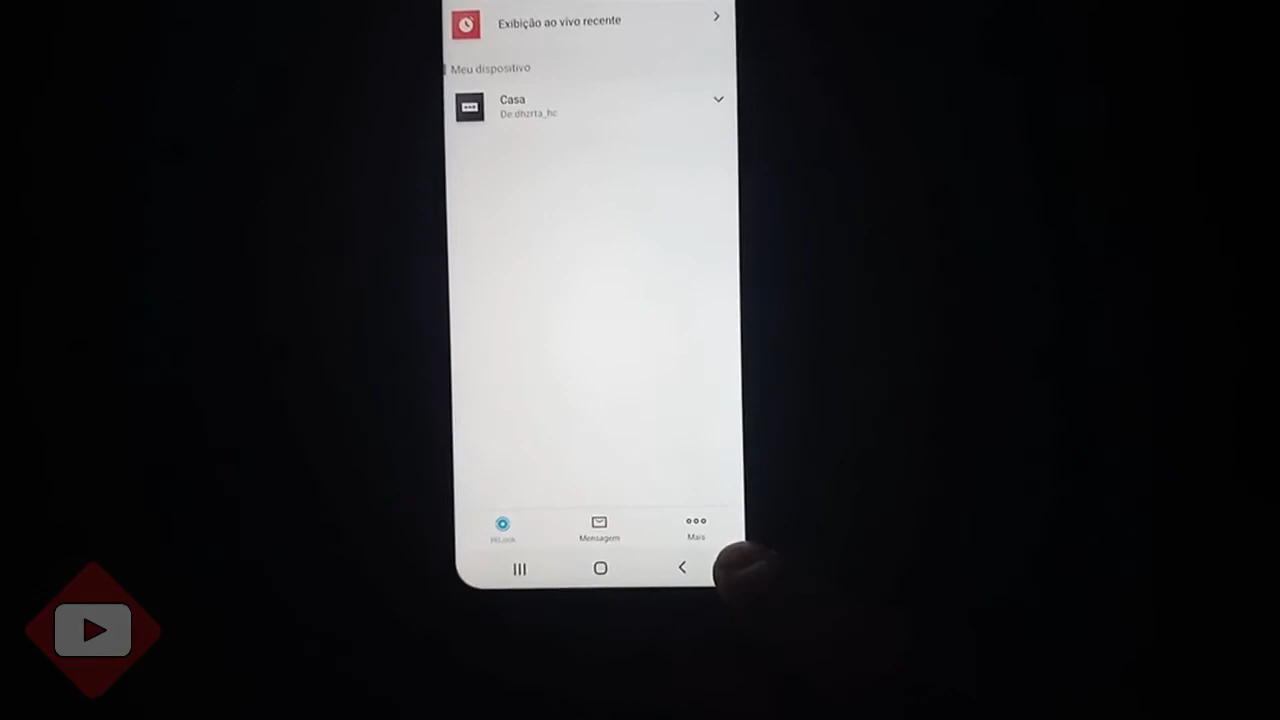 Exibição ao vivo recente
Meu dispositivo
Casa
De:dhzrta_hc
Mensagem
Mais